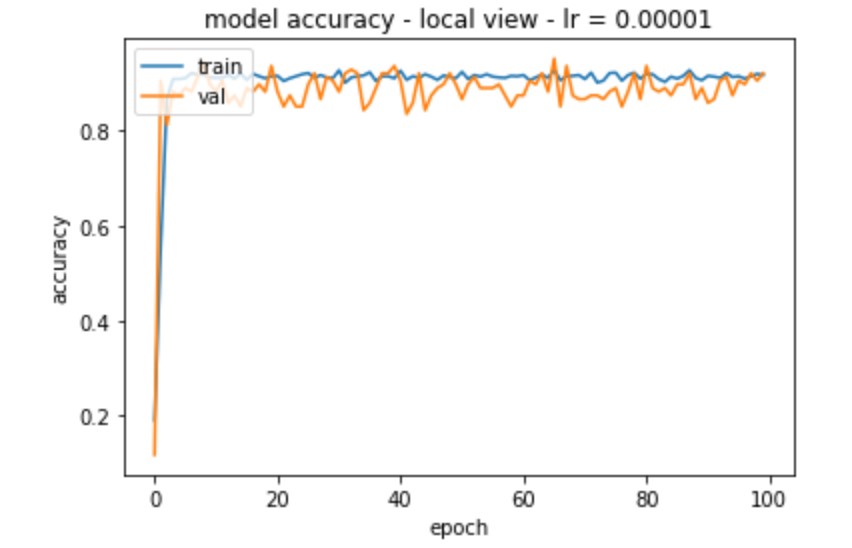 model accuracy - local view - lr = 0.00001
train
val
0.8
0.6
0.4
0.2
accuracy
0 20 40 60 80 100
epoch